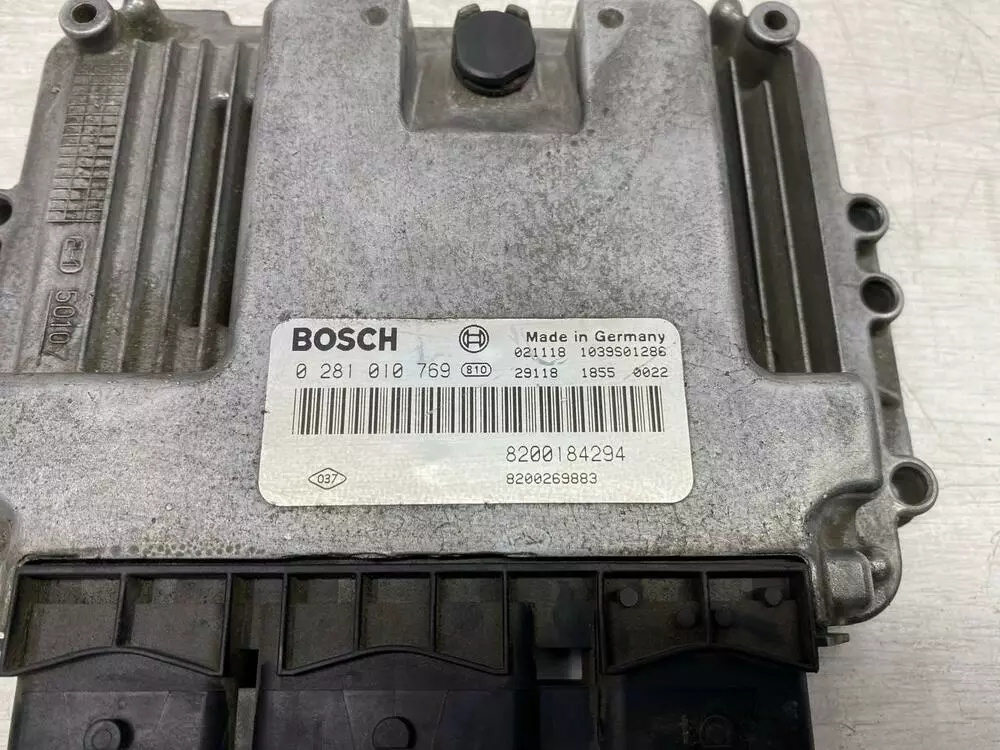 BOSCH
Made in Germany
021118 1039S01286
0 281 010 769 810
29118 1855 0022
8200184294
037
8200269883